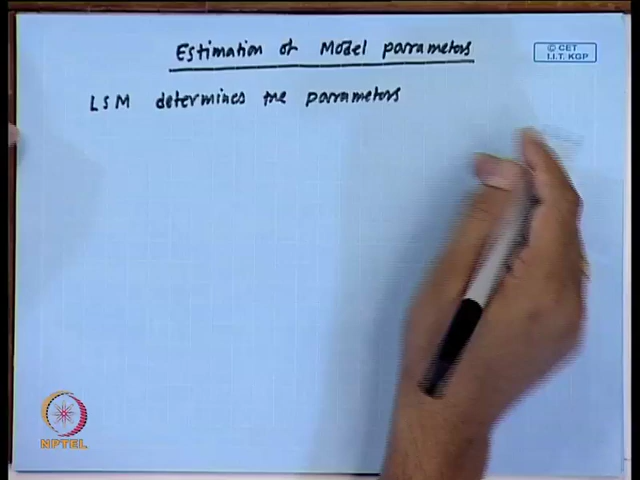 Estimation of Model parameters
© CET
I.I.T. KGP
LSM determines the parameters
NPTEL